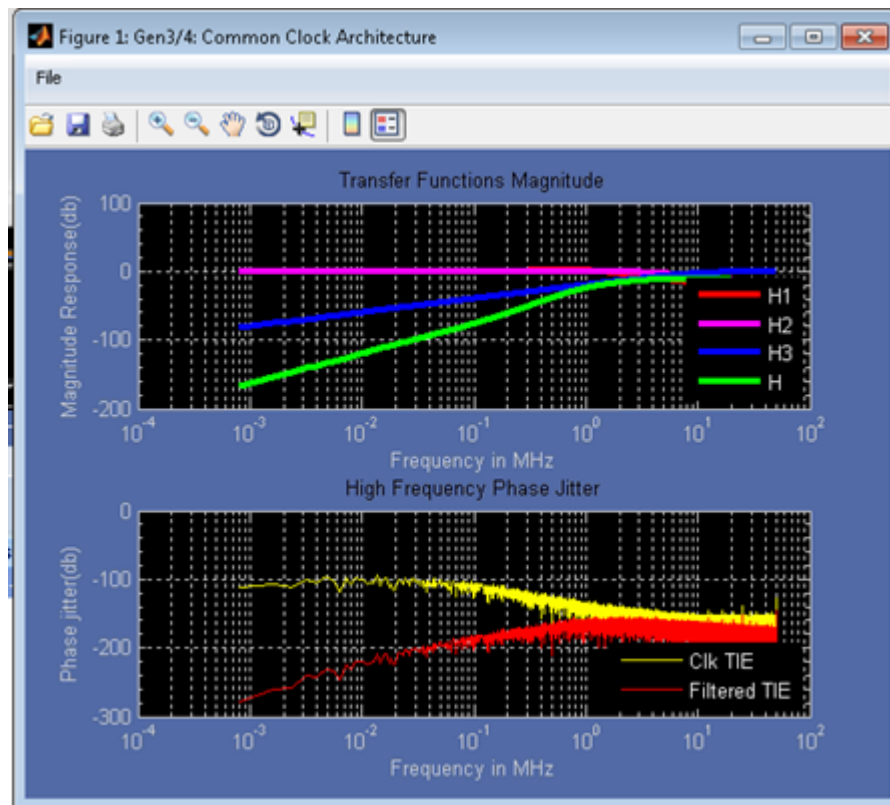 Figure 1: Gen3/4: Common Clock Architecture
File
Transfer Functions Magnitude
Magnitude Response(db)
100
0
-100
-200
H1
H2
H3
H
10^-4 10^-3 10^-2 10^-1 10^0 10^1 10^2
Frequency in MHz
High Frequency Phase Jitter
Phase jitter(db)
0
-100
-200
-300
Clk TIE
Filtered TIE
10^-4 10^-3 10^-2 10^-1 10^0 10^1 10^2
Frequency in MHz